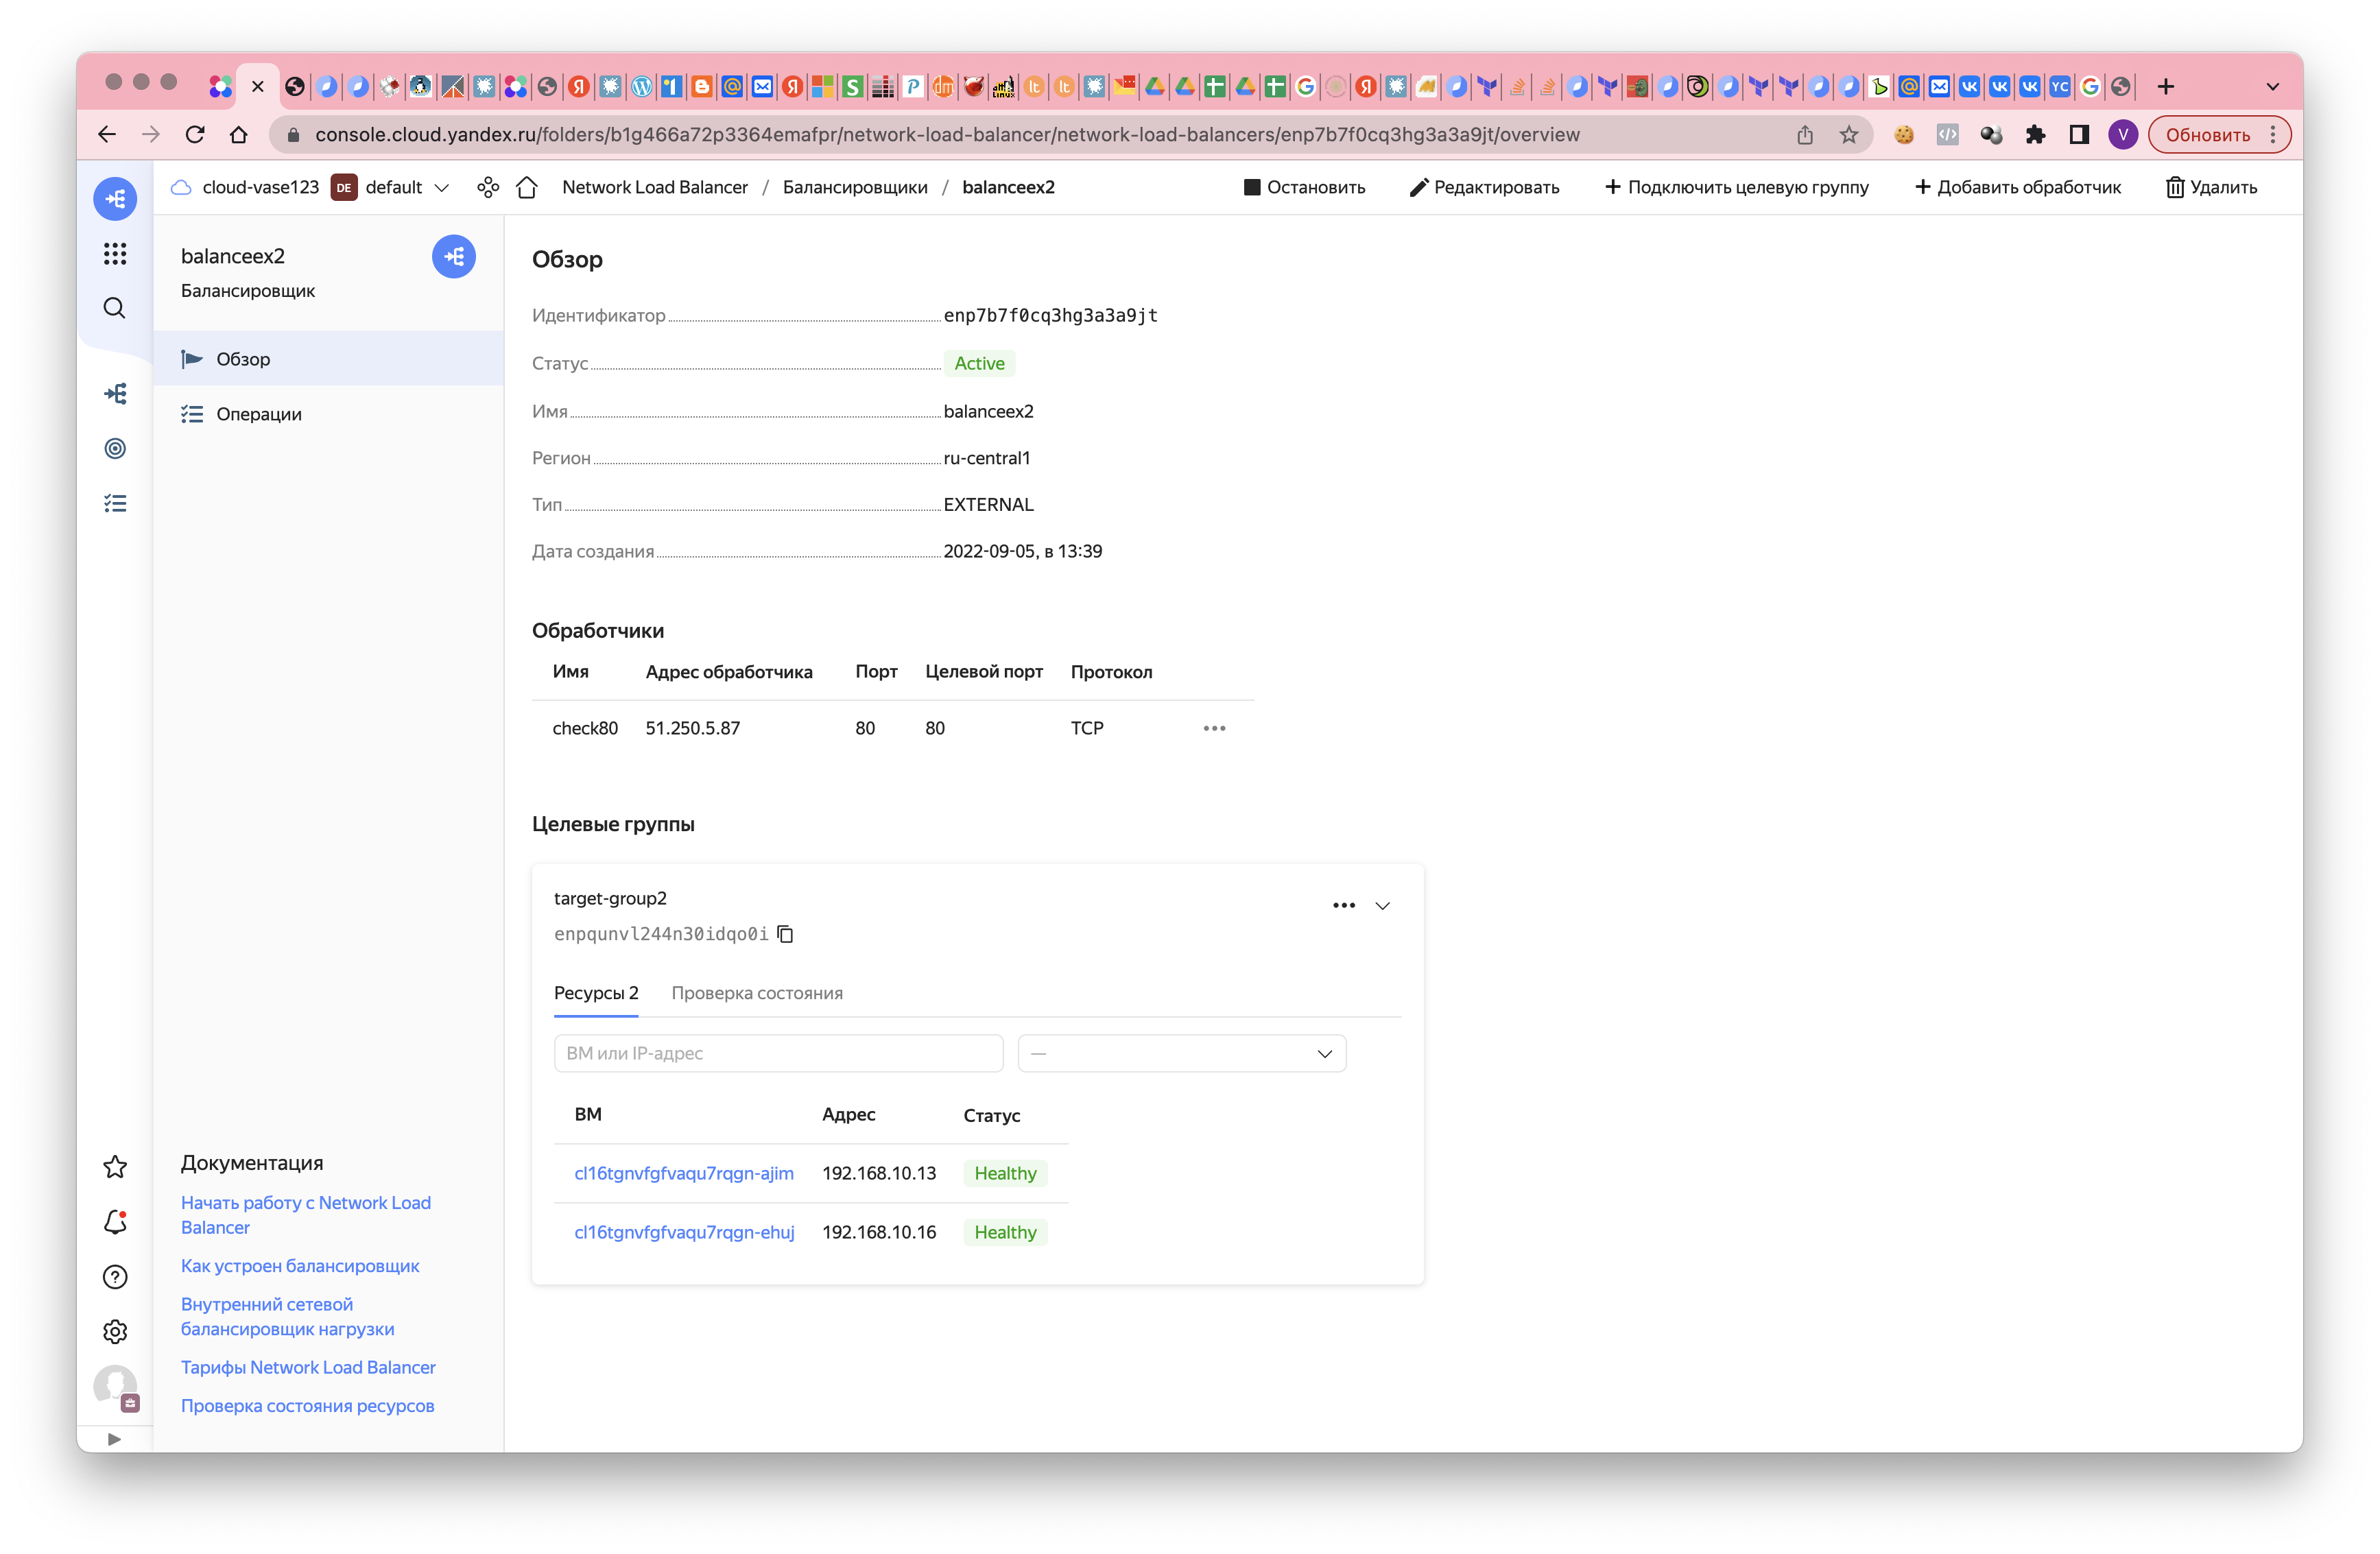 console.cloud.yandex.ru/folders/b1g466a72p3364emafpr/network-load-balancer/network-load-balancers/enp7b7f0cq3hg3a3a9jt/overview
V
Обновить
cloud-vase123
DE
default
Network Load Balancer / Балансировщики / balanceex2
Остановить
Редактировать
+ Подключить целевую группу
+ Добавить обработчик
Удалить
balanceex2
Балансировщик
Обзор
Операции
Документация
Начать работу с Network Load
Balancer
Как устроен балансировщик
Внутренний сетевой
балансировщик нагрузки
Тарифы Network Load Balancer
Проверка состояния ресурсов
Обзор
Идентификатор enp7b7f0cq3hg3a3a9jt
Статус Active
Имя balanceex2
Регион ru-central1
Тип EXTERNAL
Дата создания 2022-09-05, в 13:39
Обработчики
Имя Адрес обработчика Порт Целевой порт Протокол
check80 51.250.5.87 80 80 TCP
Целевые группы
target-group2
enpqunvl244n30idqo0i
Ресурсы 2 Проверка состояния
ВМ или IP-адрес —
ВМ Адрес Статус
cl16tgnvfgfvaqu7rqgn-ajim 192.168.10.13 Healthy
cl16tgnvfgfvaqu7rqgn-ehuj 192.168.10.16 Healthy